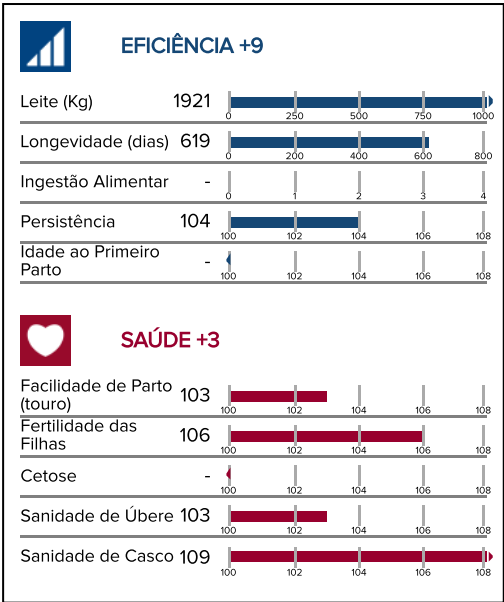 EFICIÊNCIA +9
Leite (Kg) 1921
0 250 500 750 1000
Longevidade (dias) 619
0 200 400 600 800
Ingestão Alimentar -
0 1 2 3 4
Persistência 104
100 102 104 106 108
Idade ao Primeiro
Parto -
100 102 104 106 108
SAÚDE +3
Facilidade de Parto
(touro) 103
100 102 104 106 108
Fertilidade das
Filhas 106
100 102 104 106 108
Cetose -
100 102 104 106 108
Sanidade de Úbere 103
100 102 104 106 108
Sanidade de Casco 109
100 102 104 106 108